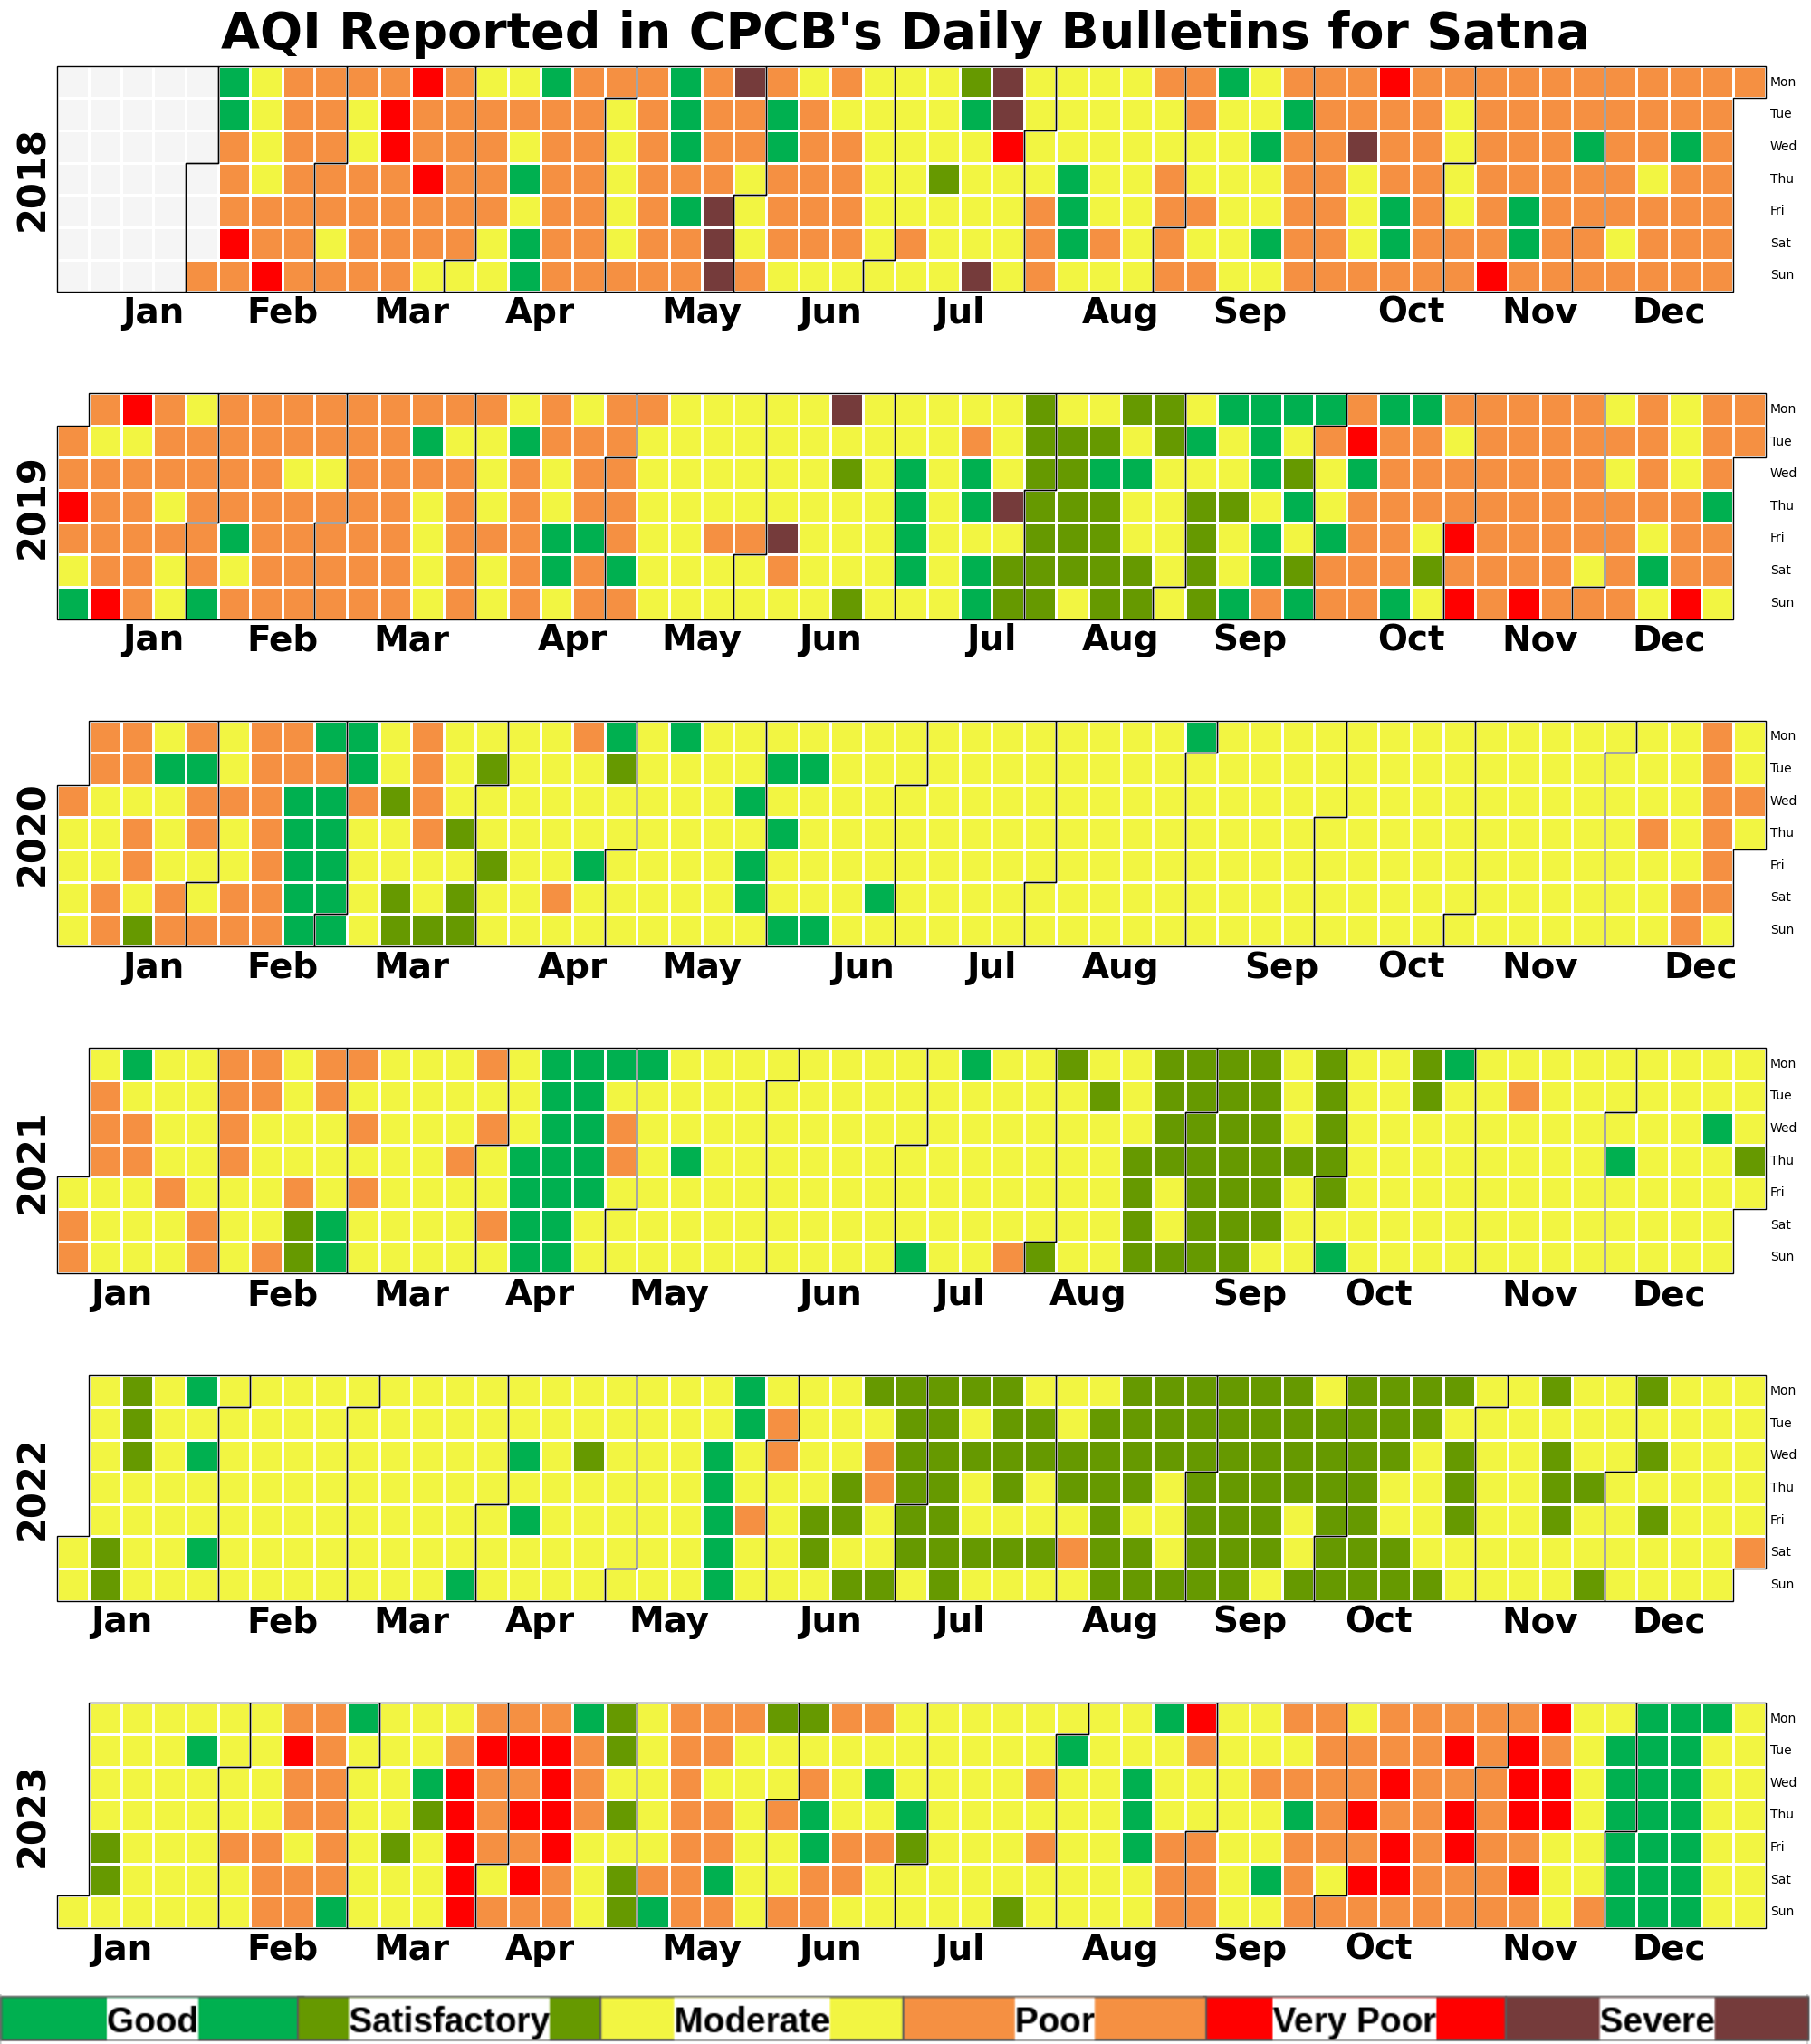 AQI Reported in CPCB's Daily Bulletins for Satna
2018
Mon
Tue
Wed
Thu
Fri
Sat
Sun
Jan Feb Mar Apr May Jun Jul Aug Sep Oct Nov Dec
2019
Mon
Tue
Wed
Thu
Fri
Sat
Sun
Jan Feb Mar Apr May Jun Jul Aug Sep Oct Nov Dec
2020
Mon
Tue
Wed
Thu
Fri
Sat
Sun
Jan Feb Mar Apr May Jun Jul Aug Sep Oct Nov Dec
2021
Mon
Tue
Wed
Thu
Fri
Sat
Sun
Jan Feb Mar Apr May Jun Jul Aug Sep Oct Nov Dec
2022
Mon
Tue
Wed
Thu
Fri
Sat
Sun
Jan Feb Mar Apr May Jun Jul Aug Sep Oct Nov Dec
2023
Mon
Tue
Wed
Thu
Fri
Sat
Sun
Jan Feb Mar Apr May Jun Jul Aug Sep Oct Nov Dec
Good Satisfactory Moderate Poor Very Poor Severe